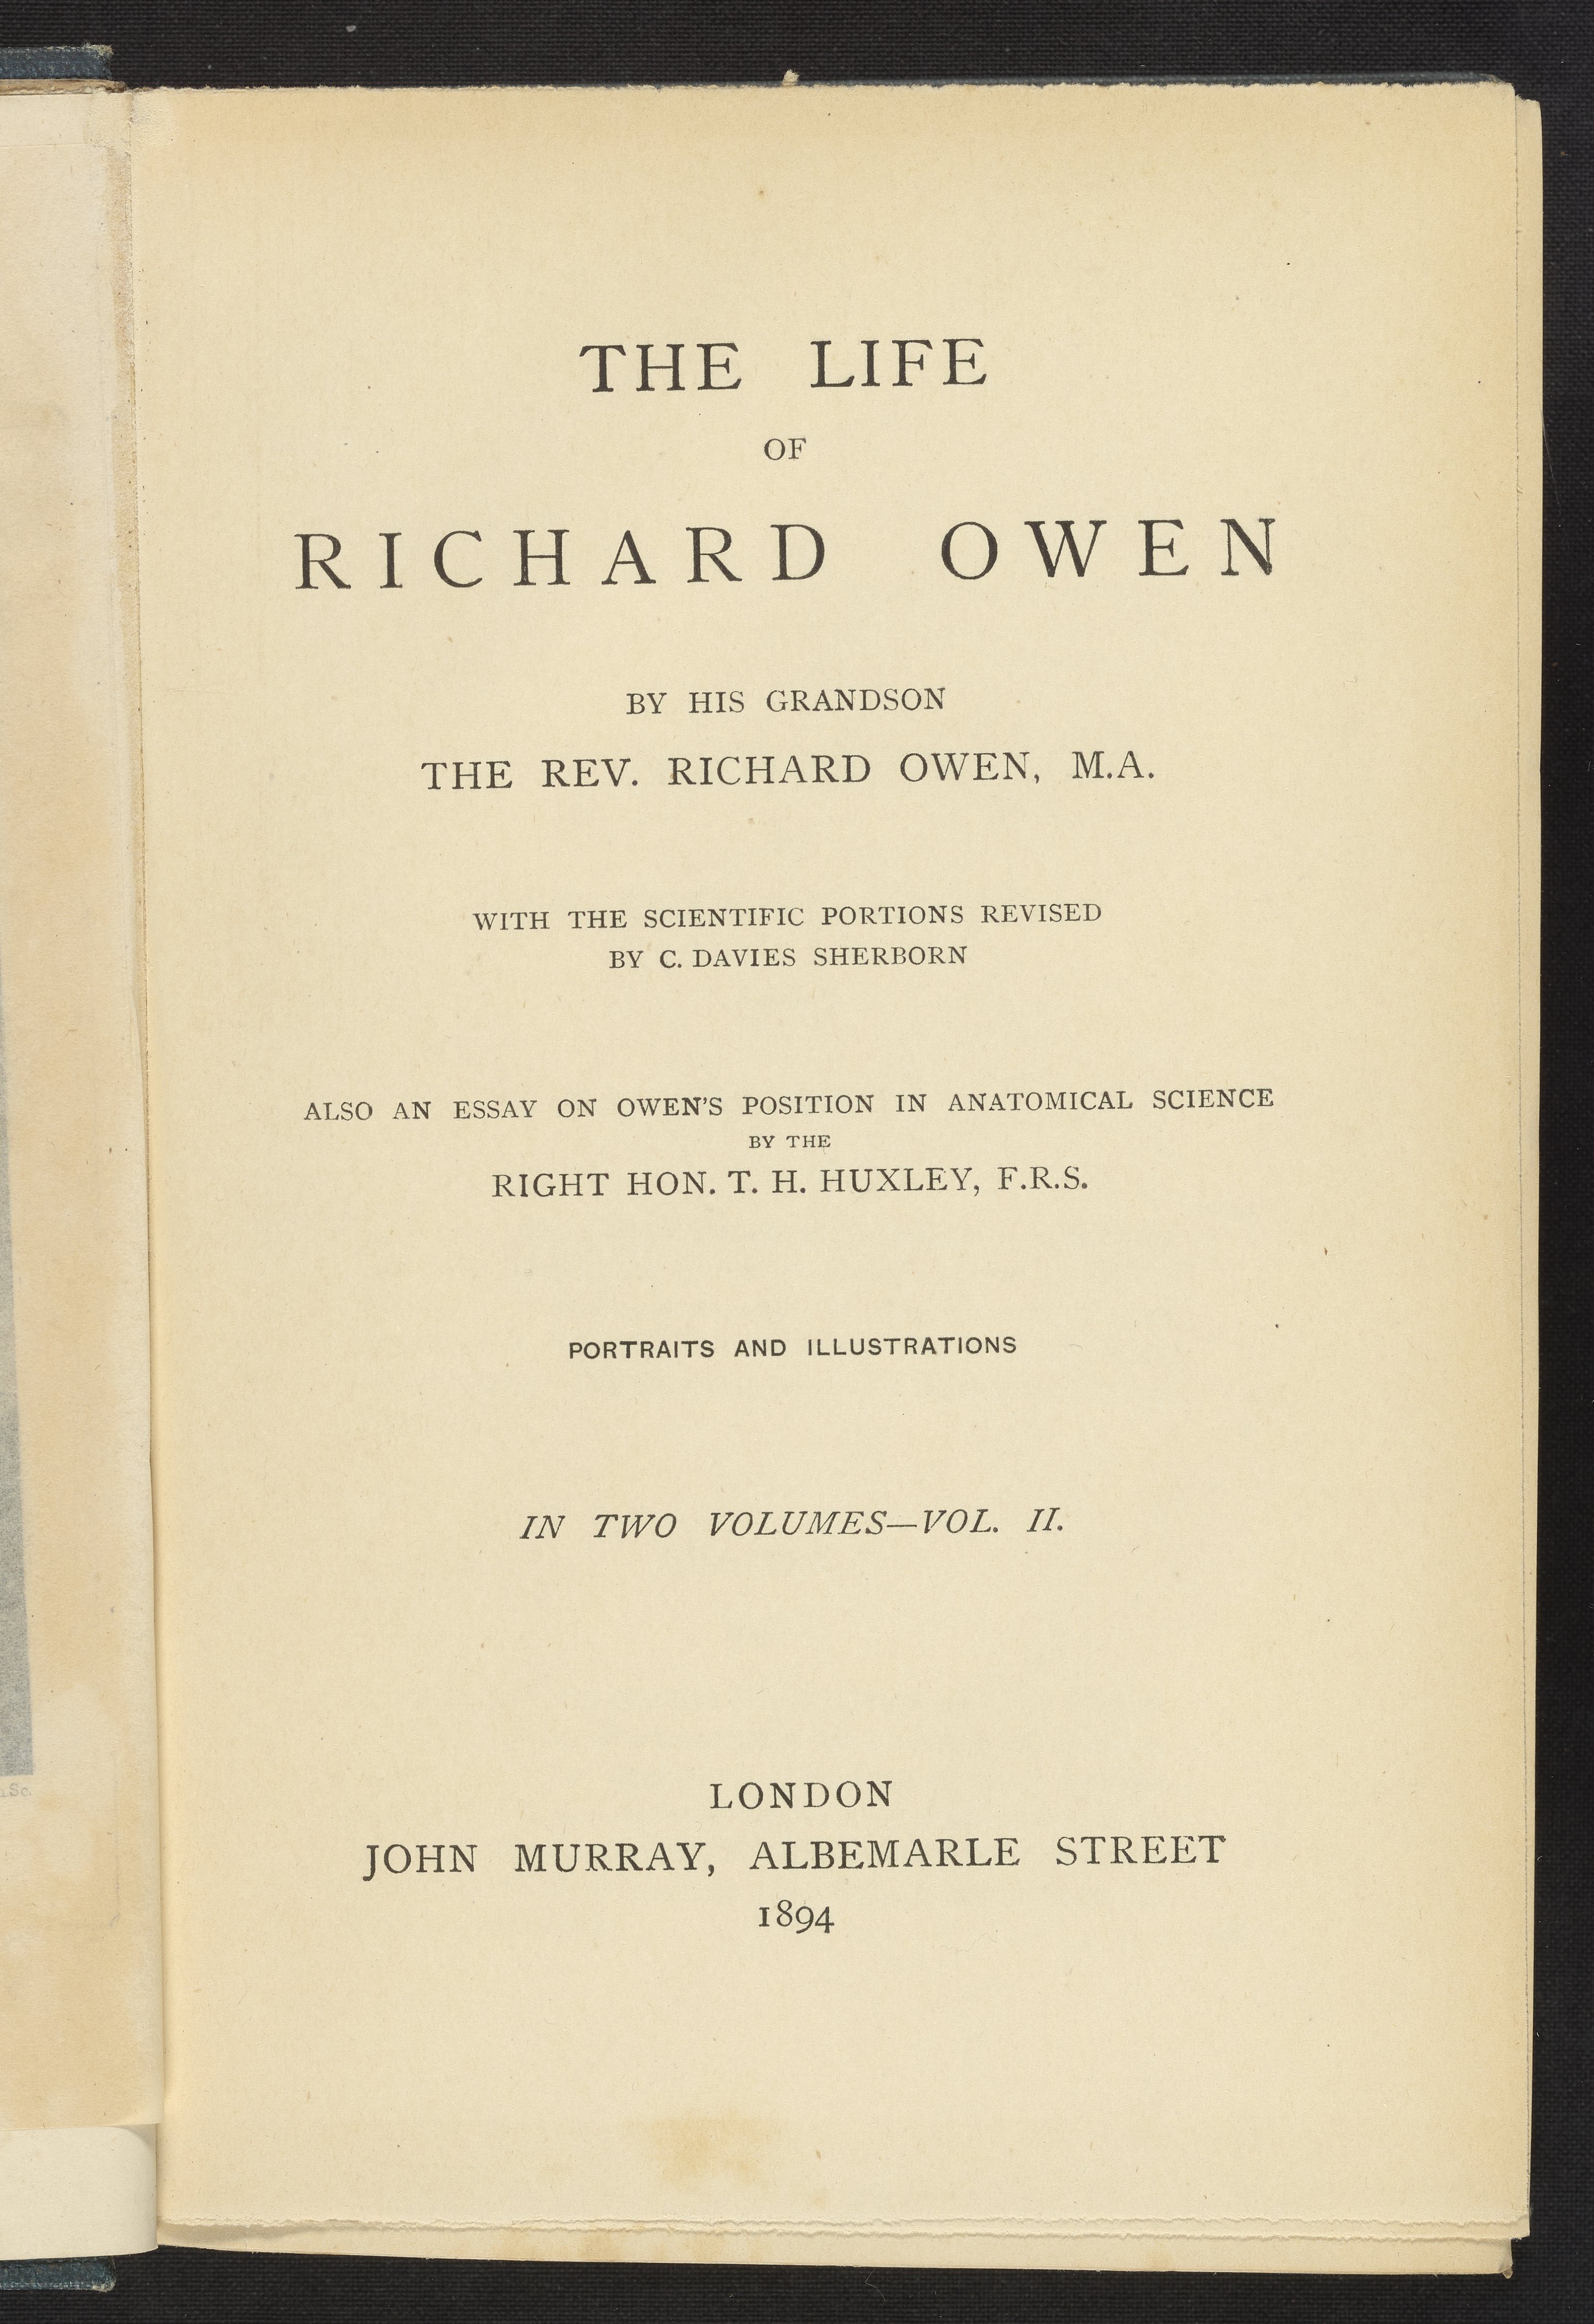 THE LIFE
OF
RICHARD OWEN
BY HIS GRANDSON
THE REV. RICHARD OWEN, M.A.
WITH THE SCIENTIFIC PORTIONS REVISED
BY C. DAVIES SHERBORN
ALSO AN ESSAY ON OWEN'S POSITION IN ANATOMICAL SCIENCE
BY THE
RIGHT HON. T. H. HUXLEY, F.R.S.
PORTRAITS AND ILLUSTRATIONS
IN TWO VOLUMES—VOL. II.
LONDON
JOHN MURRAY, ALBEMARLE STREET
1894